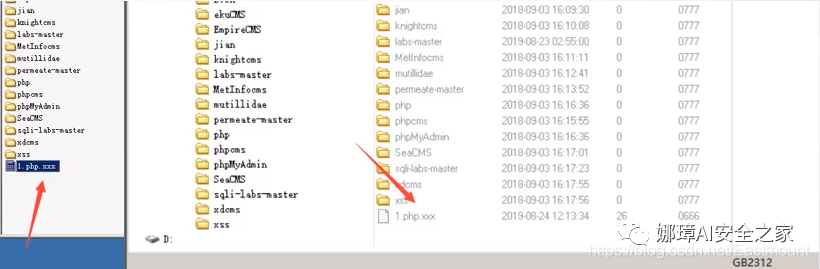 jian
knightcms
labs-master
MetInfocms
mutillidae
permeate-master
php
phpcms
phpMyAdmin
SeaCMS
sqli-labs-master
xdcms
xss
1.php.xxx
ekuCMS
EmpireCMS
jian
knightcms
labs-master
MetInfocms
mutillidae
permeate-master
php
phpcms
phpMyAdmin
SeaCMS
sqli-labs-master
xdcms
xss
D:
jian 2018-09-03 16:09:30 0 0777
knightcms 2018-09-03 16:10:08 0 0777
labs-master 2019-08-23 02:55:00 0 0777
MetInfocms 2018-09-03 16:11:11 0 0777
mutillidae 2018-09-03 16:12:41 0 0777
permeate-master 2018-09-03 16:13:52 0 0777
php 2018-09-03 16:16:36 0 0777
phpcms 2018-09-03 16:15:55 0 0777
phpMyAdmin 2018-09-03 16:16:36 0 0777
SeaCMS 2018-09-03 16:17:01 0 0777
sqli-labs-master 2018-09-03 16:17:23 0 0777
xdcms 2018-09-03 16:17:55 0 0777
xss 2018-09-03 16:17:56 0 0777
1.php.xxx 2019-08-24 12:13:34 26 0666
娜璋AI安全之家
https://blog.csdn.net/Eastmount
GB2312